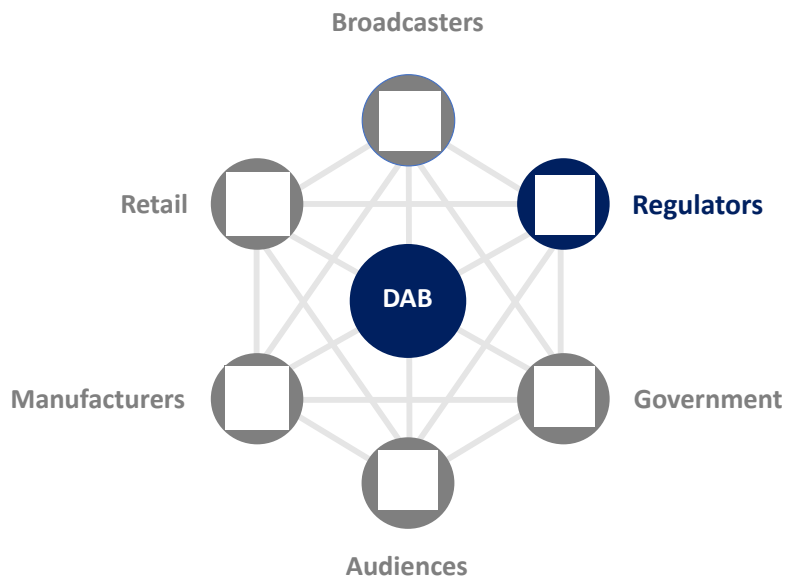 Broadcasters
Retail
Regulators
DAB
Manufacturers
Government
Audiences